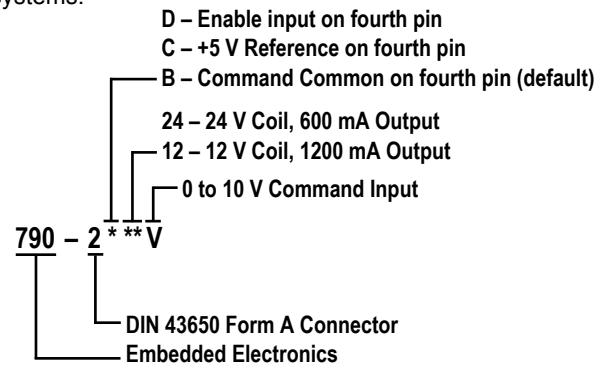 ystems.
D – Enable input on fourth pin
C – +5 V Reference on fourth pin
B – Command Common on fourth pin (default)
24 – 24 V Coil, 600 mA Output
12 – 12 V Coil, 1200 mA Output
0 to 10 V Command Input
790 – 2 * ** V
DIN 43650 Form A Connector
Embedded Electronics